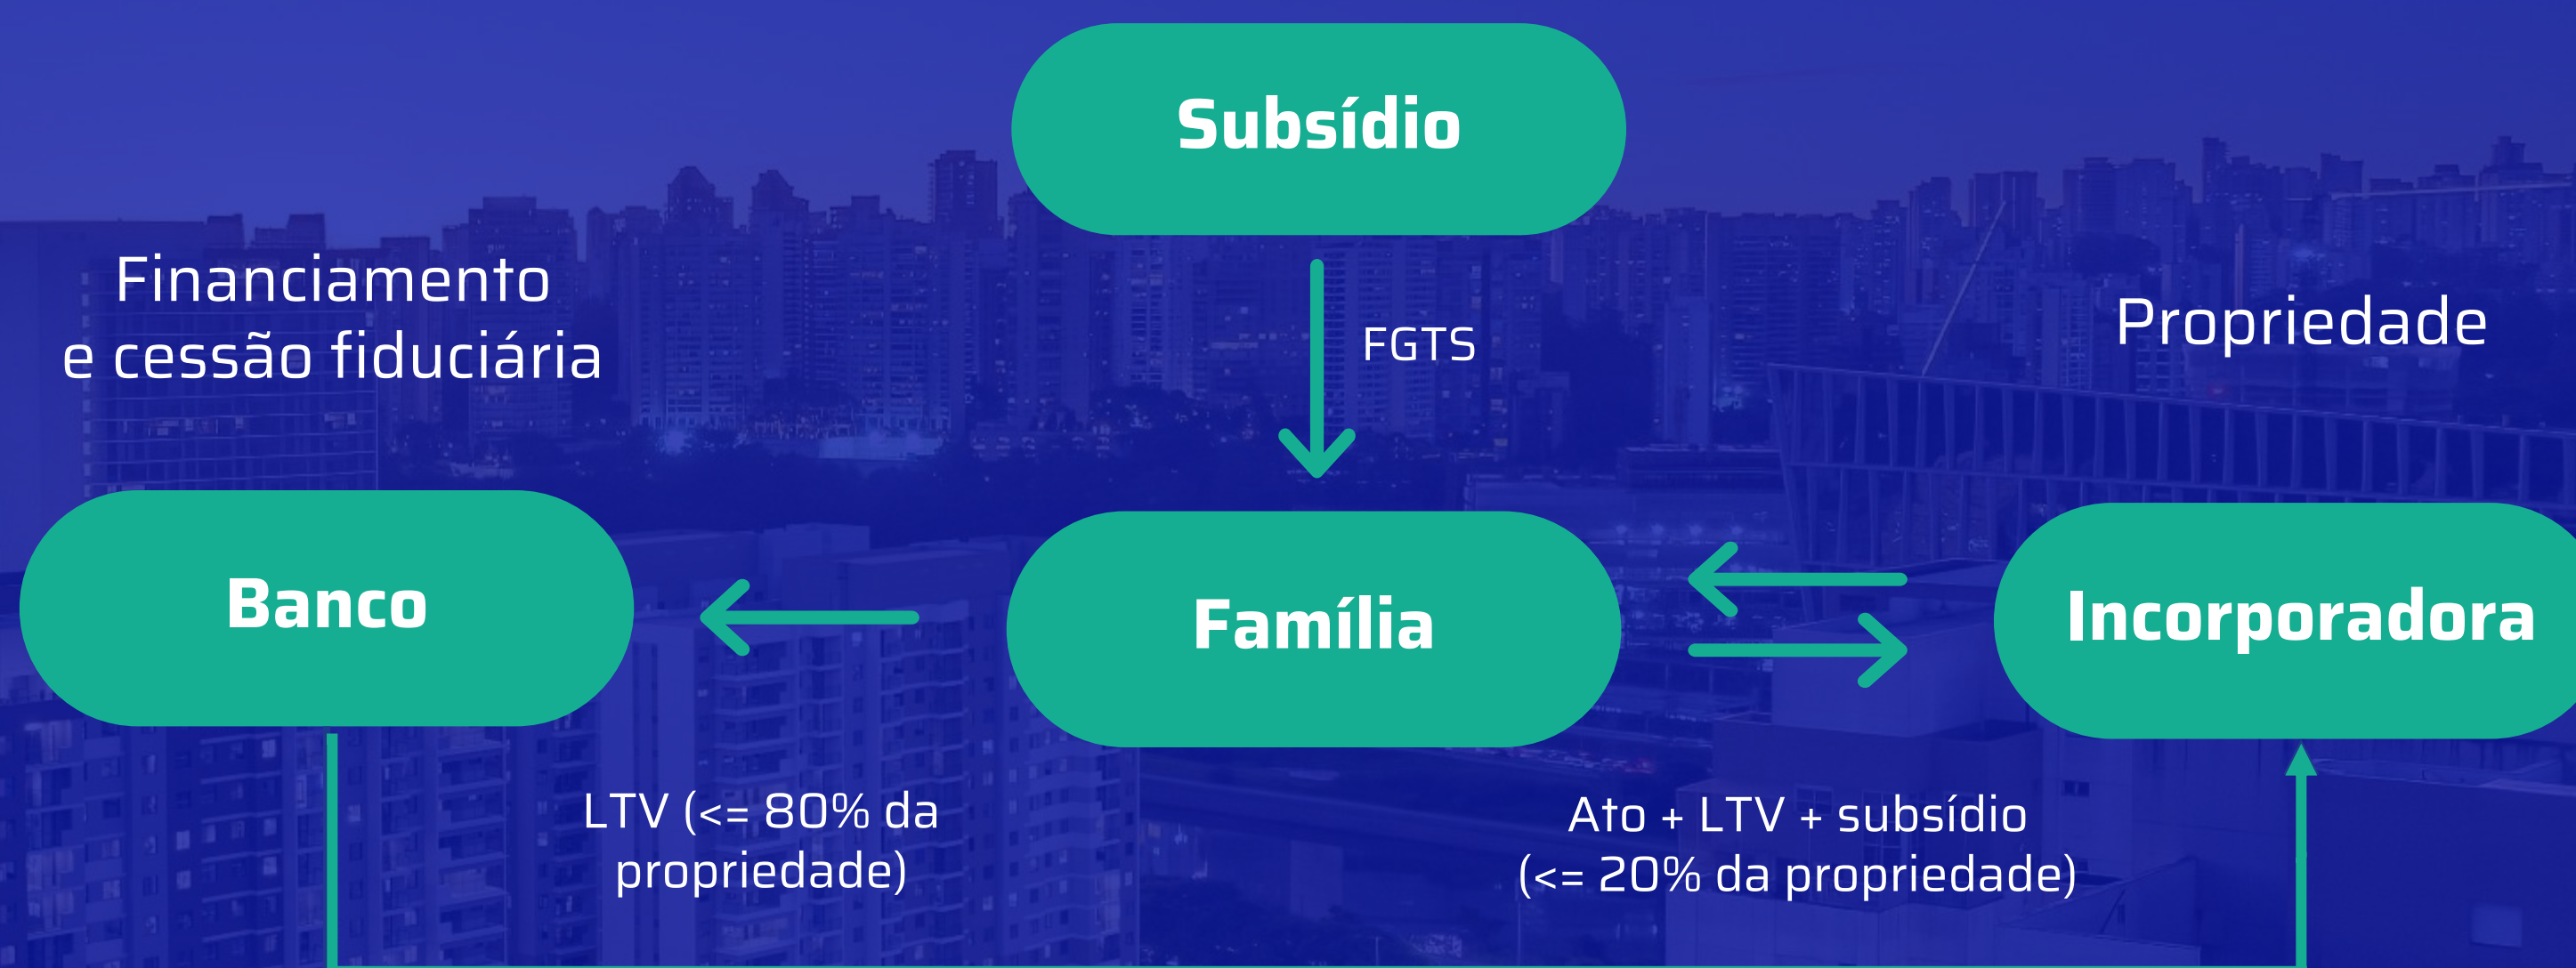 Subsídio
Financiamento
e cessão fiduciária
FGTS
Propriedade
Banco
Família
Incorporadora
LTV (<= 80% da
propriedade)
Ato + LTV + subsídio
(<= 20% da propriedade)